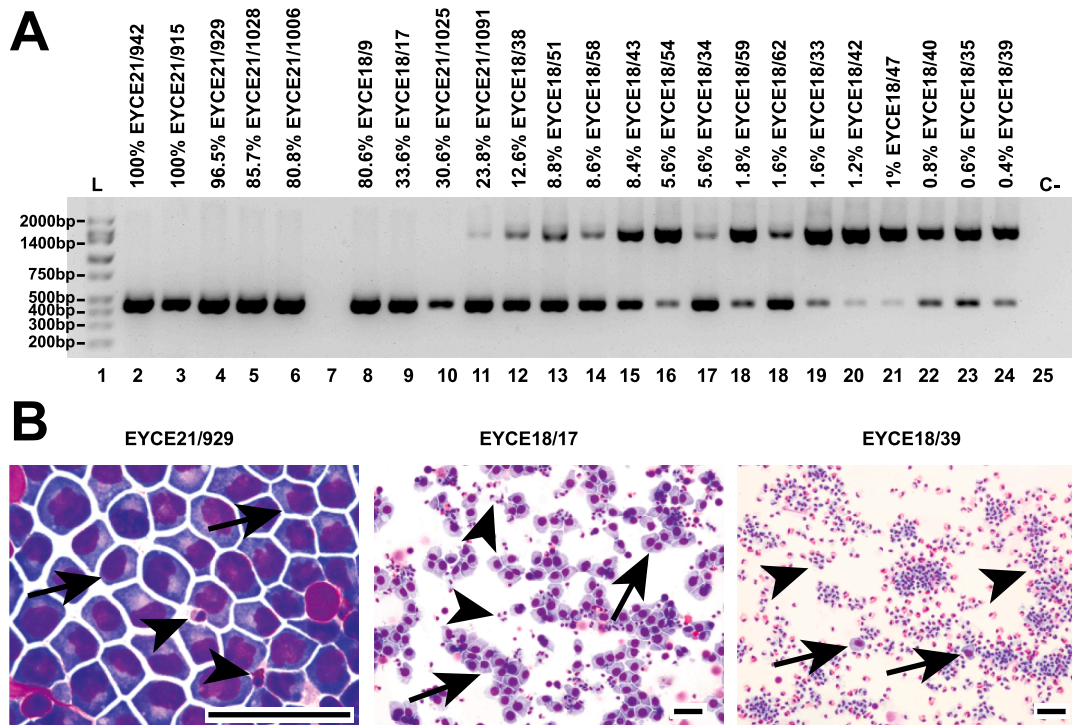 A
100% EYCE21/942
100% EYCE21/915
96.5% EYCE21/929
85.7% EYCE21/1028
80.8% EYCE21/1006
80.6% EYCE18/9
33.6% EYCE18/17
30.6% EYCE21/1025
23.8% EYCE21/1091
12.6% EYCE18/38
8.8% EYCE18/51
8.6% EYCE18/58
8.4% EYCE18/43
5.6% EYCE18/54
5.6% EYCE18/34
1.8% EYCE18/59
1.6% EYCE18/62
1.6% EYCE18/33
1.2% EYCE18/42
1% EYCE18/47
0.8% EYCE18/40
0.6% EYCE18/35
0.4% EYCE18/39
L C-
2000bp
1400bp
750bp
500bp
400bp
300bp
200bp
1 2 3 4 5 6 7 8 9 10 11 12 13 14 15 16 17 18 18 19 20 21 22 23 24 25
B
EYCE21/929 EYCE18/17 EYCE18/39